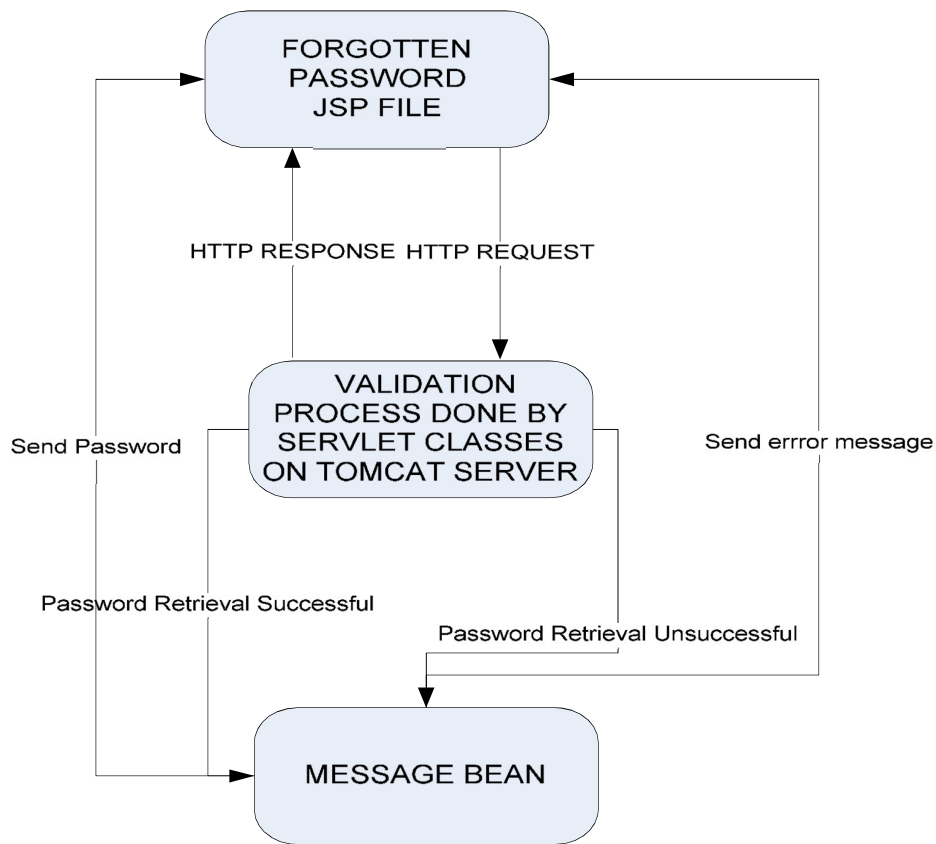 FORGOTTEN
PASSWORD
JSP FILE
HTTP RESPONSE
HTTP REQUEST
VALIDATION
PROCESS DONE BY
SERVLET CLASSES
ON TOMCAT SERVER
Send Password
Send errror message
Password Retrieval Successful
Password Retrieval Unsuccessful
MESSAGE BEAN